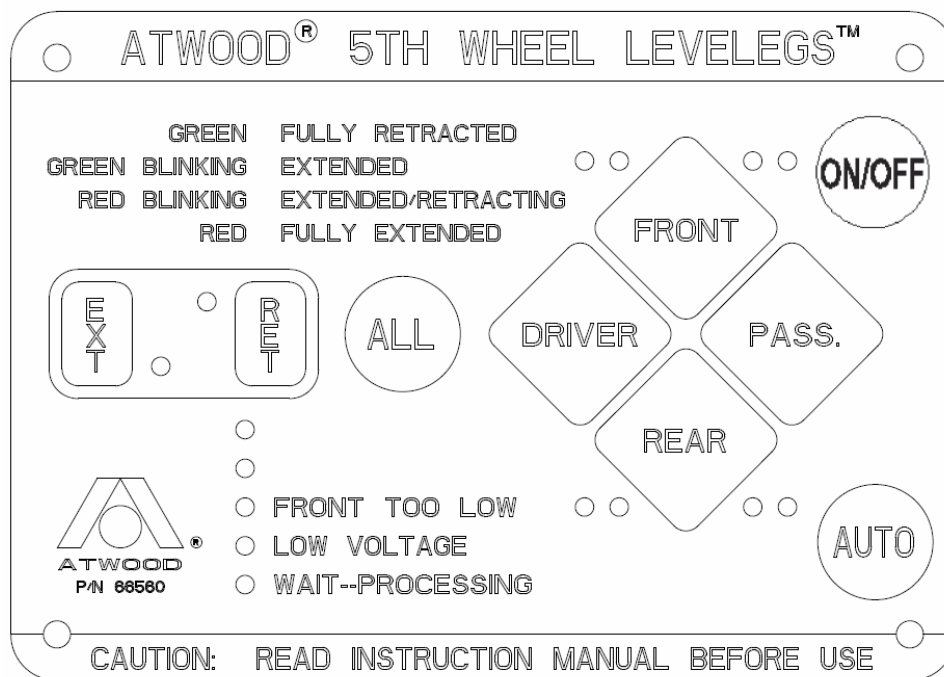 ATWOOD® 5TH WHEEL LEVELEGS™
GREEN FULLY RETRACTED
GREEN BLINKING EXTENDED
RED BLINKING EXTENDED/RETRACTING
RED FULLY EXTENDED
ON/OFF
FRONT
EXT
RET
ALL
DRIVER
PASS.
REAR
FRONT TOO LOW
LOW VOLTAGE
WAIT--PROCESSING
AUTO
®
ATWOOD
P/N 66560
CAUTION: READ INSTRUCTION MANUAL BEFORE USE